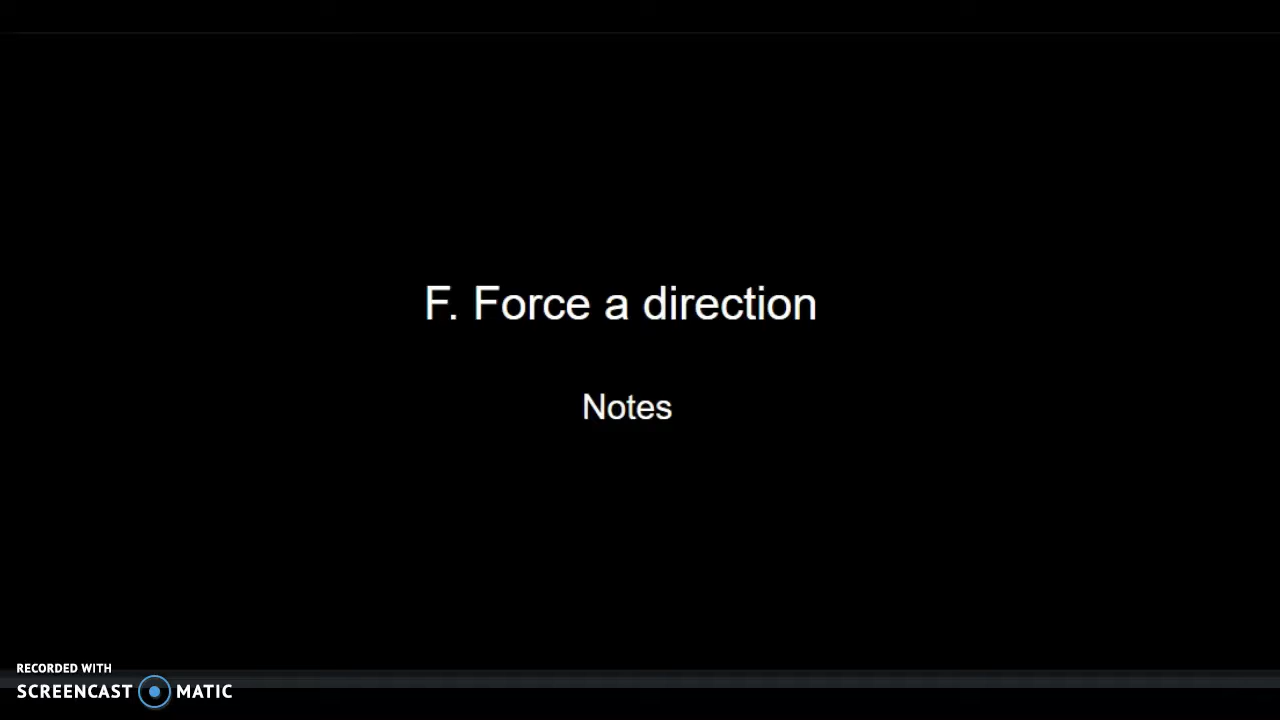 F. Force a direction
Notes
RECORDED WITH
SCREENCAST MATIC